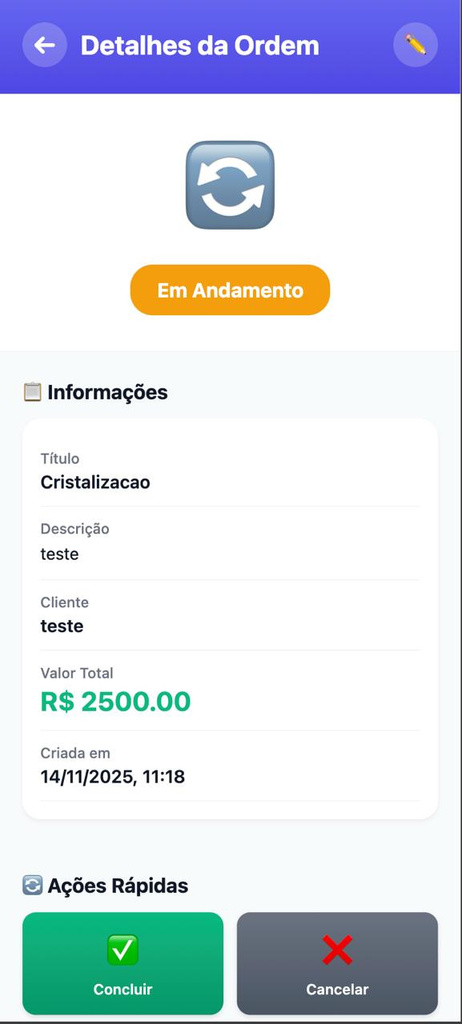 Detalhes da Ordem
Em Andamento
Informações
Título
Cristalizacao
Descrição
teste
Cliente
teste
Valor Total
R$ 2500.00
Criada em
14/11/2025, 11:18
Ações Rápidas
Concluir
Cancelar